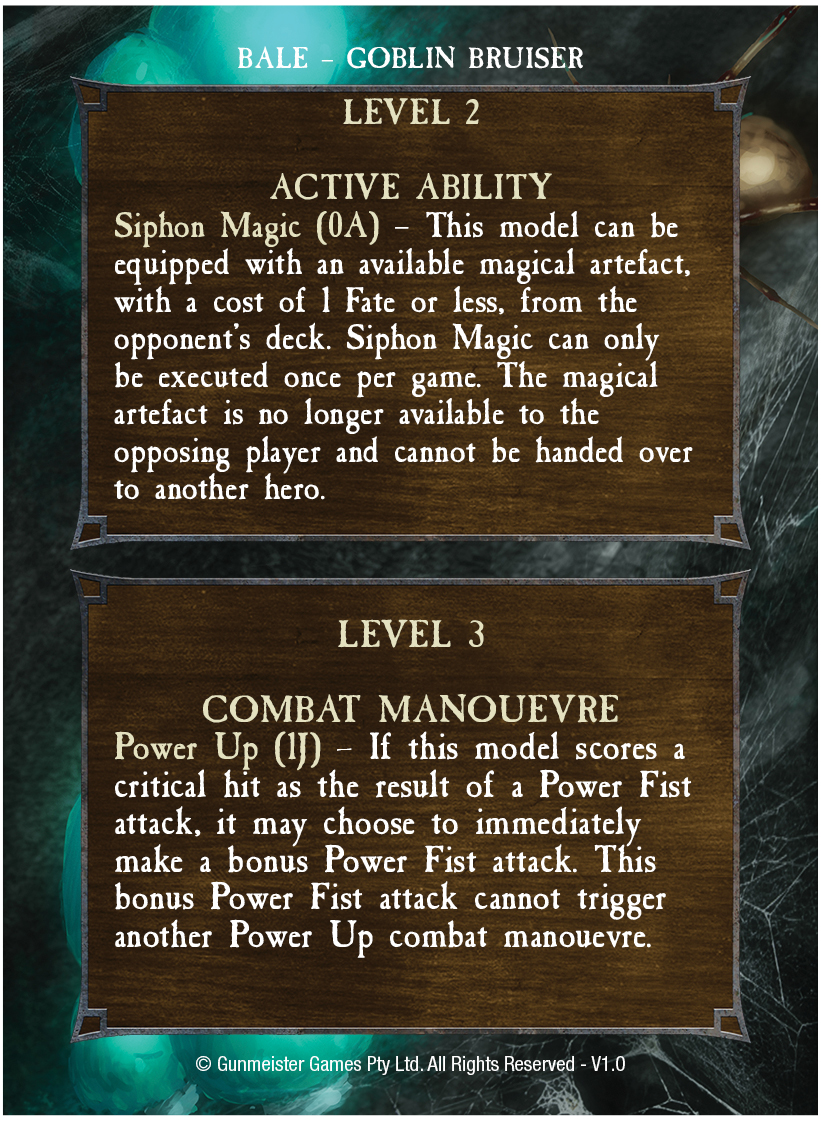 BALE – GOBLIN BRUISER
LEVEL 2
ACTIVE ABILITY
Siphon Magic (0A) – This model can be
equipped with an available magical artefact,
with a cost of 1 Fate or less, from the
opponent's deck. Siphon Magic can only
be executed once per game. The magical
artefact is no longer available to the
opposing player and cannot be handed over
to another hero.
LEVEL 3
COMBAT MANOUEVRE
Power Up (1J) – If this model scores a
critical hit as the result of a Power Fist
attack, it may choose to immediately
make a bonus Power Fist attack. This
bonus Power Fist attack cannot trigger
another Power Up combat manouevre.
© Gunmeister Games Pty Ltd. All Rights Reserved - V1.0